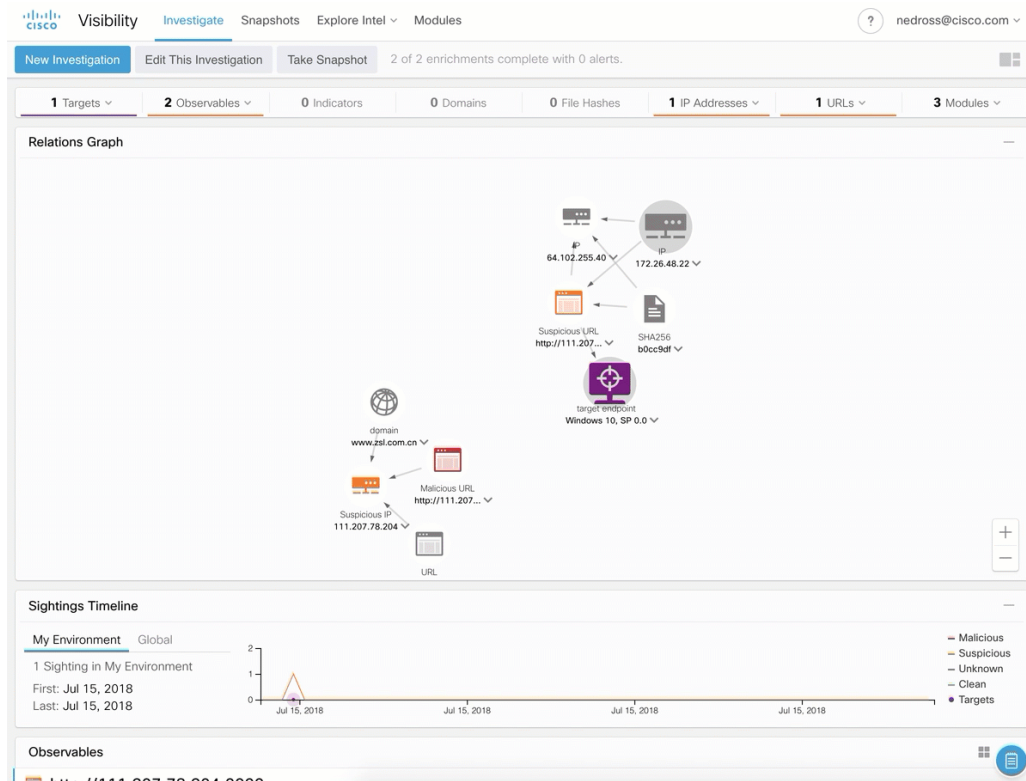 cisco
Visibility
Investigate
Snapshots
Explore Intel
Modules
?
nedross@cisco.com
New Investigation
Edit This Investigation
Take Snapshot
2 of 2 enrichments complete with 0 alerts.
1 Targets
2 Observables
0 Indicators
0 Domains
0 File Hashes
1 IP Addresses
1 URLs
3 Modules
Relations Graph
IP
64.102.255.40
IP
172.26.48.22
Suspicious URL
http://111.207...
SHA256
b0cc9df
target endpoint
Windows 10, SP 0.0
domain
www.zsl.com.cn
Malicious URL
http://111.207...
Suspicious IP
111.207.78.204
URL
Sightings Timeline
My Environment
Global
1 Sighting in My Environment
First: Jul 15, 2018
Last: Jul 15, 2018
2
1
0
Jul 15, 2018
Jul 15, 2018
Jul 15, 2018
Jul 15, 2018
Malicious
Suspicious
Unknown
Clean
Targets
Observables